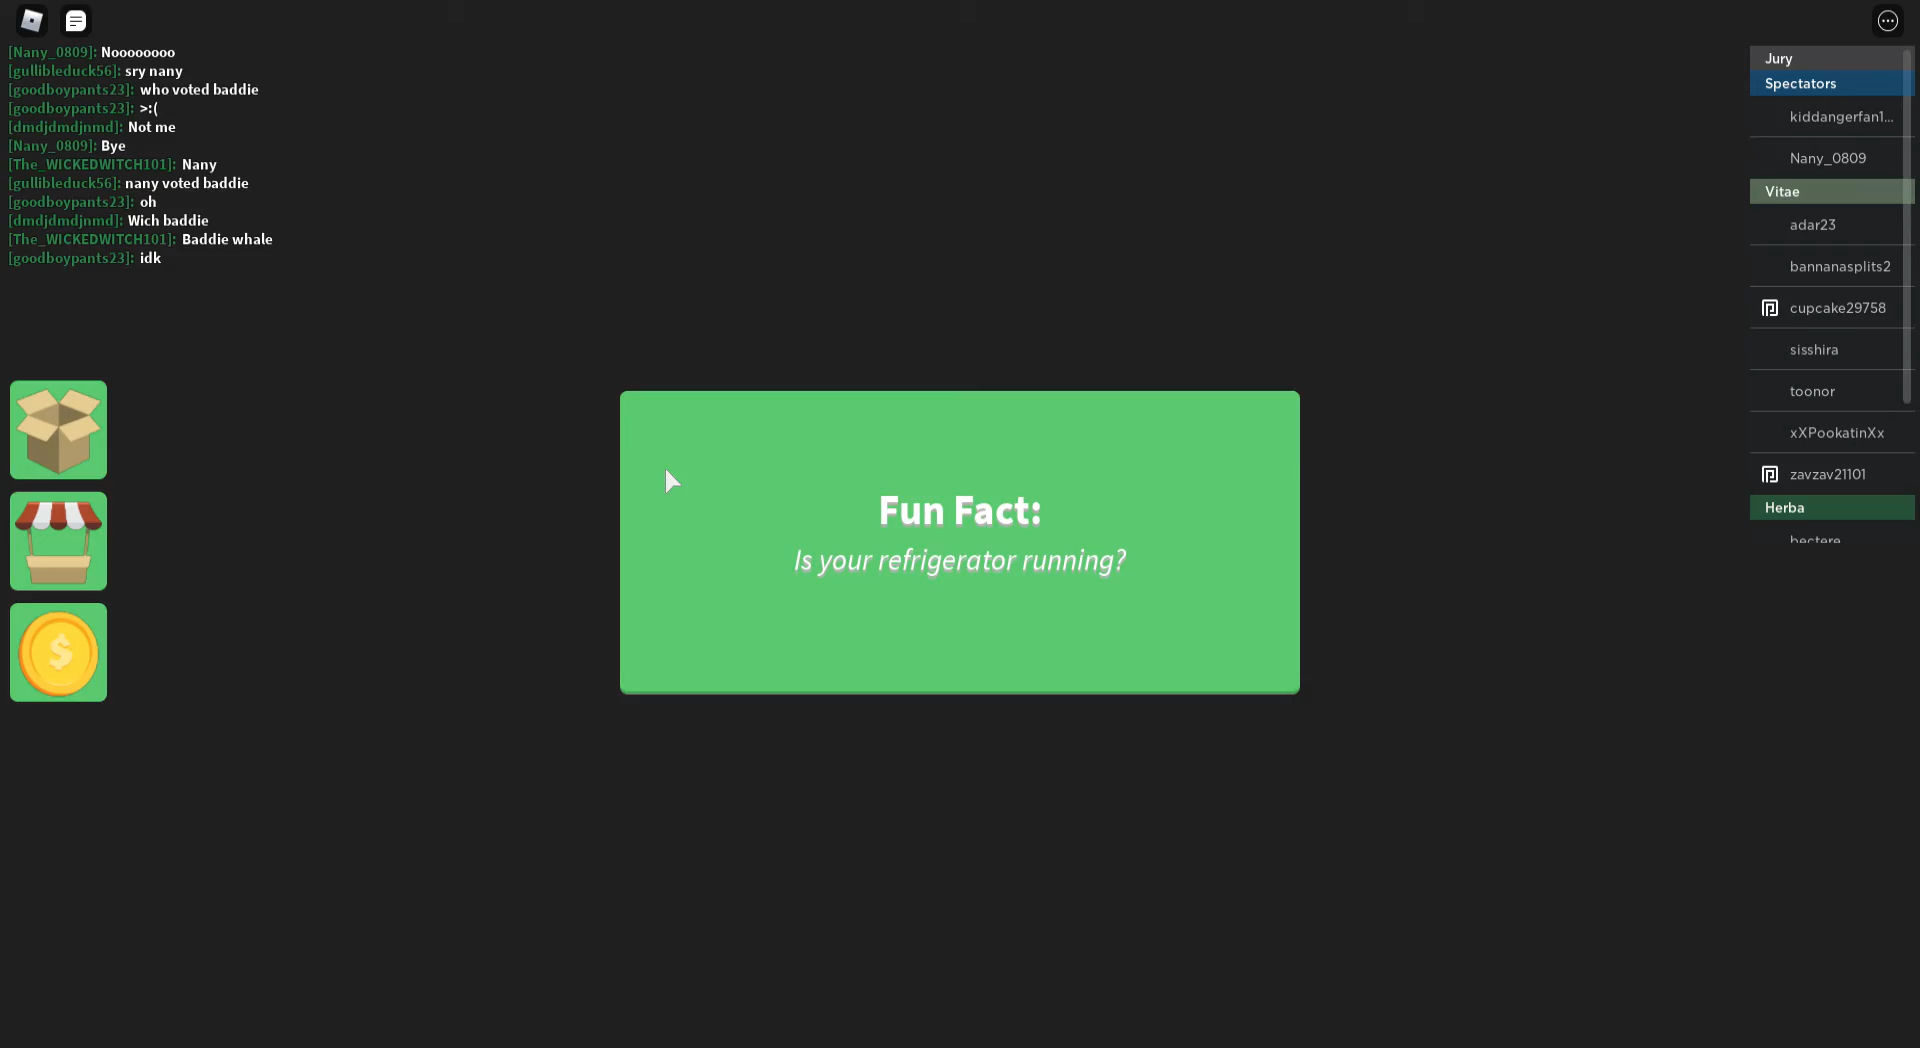 [Nany_0809]: Noooooooo
[gullibleduck56]: sry nany
[goodboypants23]: who voted baddie
[goodboypants23]: >:(
[dmdjdmdjnmd]: Not me
[Nany_0809]: Bye
[The_WICKEDWITCH101]: Nany
[gullibleduck56]: nany voted baddie
[goodboypants23]: oh
[dmdjdmdjnmd]: Wich baddie
[The_WICKEDWITCH101]: Baddie whale
[goodboypants23]: idk
Fun Fact:
Is your refrigerator running?
Jury
Spectators
kiddangerfan1...
Nany_0809
Vitae
adar23
bannanasplits2
cupcake29758
sisshira
toonor
xXPookatinXx
zavzav21101
Herba
bectere